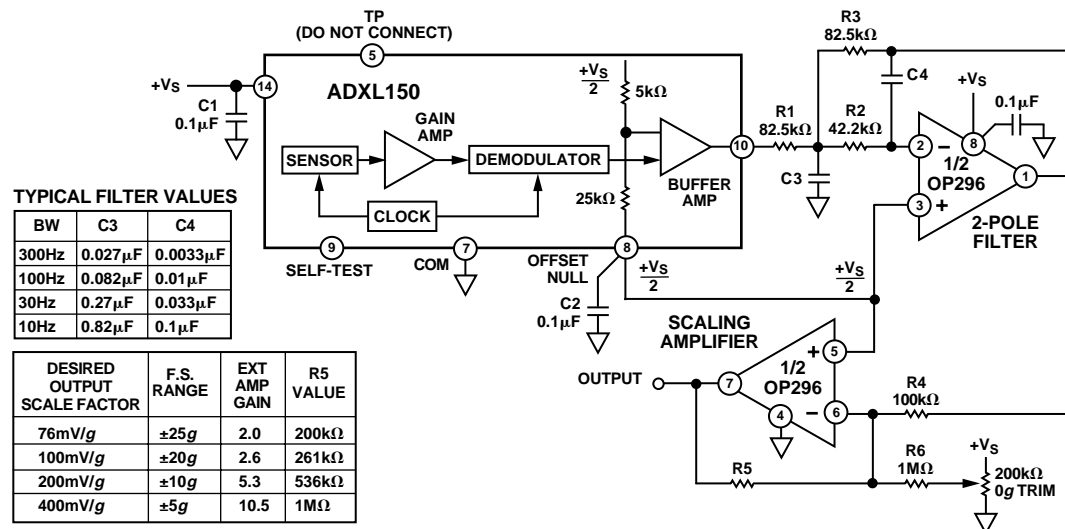 TP
(DO NOT CONNECT)
5
+VS
14
C1
0.1µF
ADXL150
GAIN
AMP
SENSOR
DEMODULATOR
CLOCK
+VS
2
5kΩ
25kΩ
BUFFER
AMP
10
9
SELF-TEST
7
COM
8
OFFSET
NULL
+VS
2
C2
0.1µF
R1
82.5kΩ
R3
82.5kΩ
C4
R2
42.2kΩ
C3
+VS
0.1µF
2
–
8
1/2
OP296
1
3
+
2-POLE
FILTER
+VS
2
TYPICAL FILTER VALUES
BW C3 C4
300Hz 0.027µF 0.0033µF
100Hz 0.082µF 0.01µF
30Hz 0.27µF 0.033µF
10Hz 0.82µF 0.1µF
SCALING
AMPLIFIER
OUTPUT
7
1/2
OP296
+
5
4
–
6
R4
100kΩ
R5
R6
1MΩ
+VS
200kΩ
0g TRIM
DESIRED
OUTPUT
SCALE FACTOR
F.S.
RANGE
EXT
AMP
GAIN
R5
VALUE
76mV/g ±25g 2.0 200kΩ
100mV/g ±20g 2.6 261kΩ
200mV/g ±10g 5.3 536kΩ
400mV/g ±5g 10.5 1MΩ